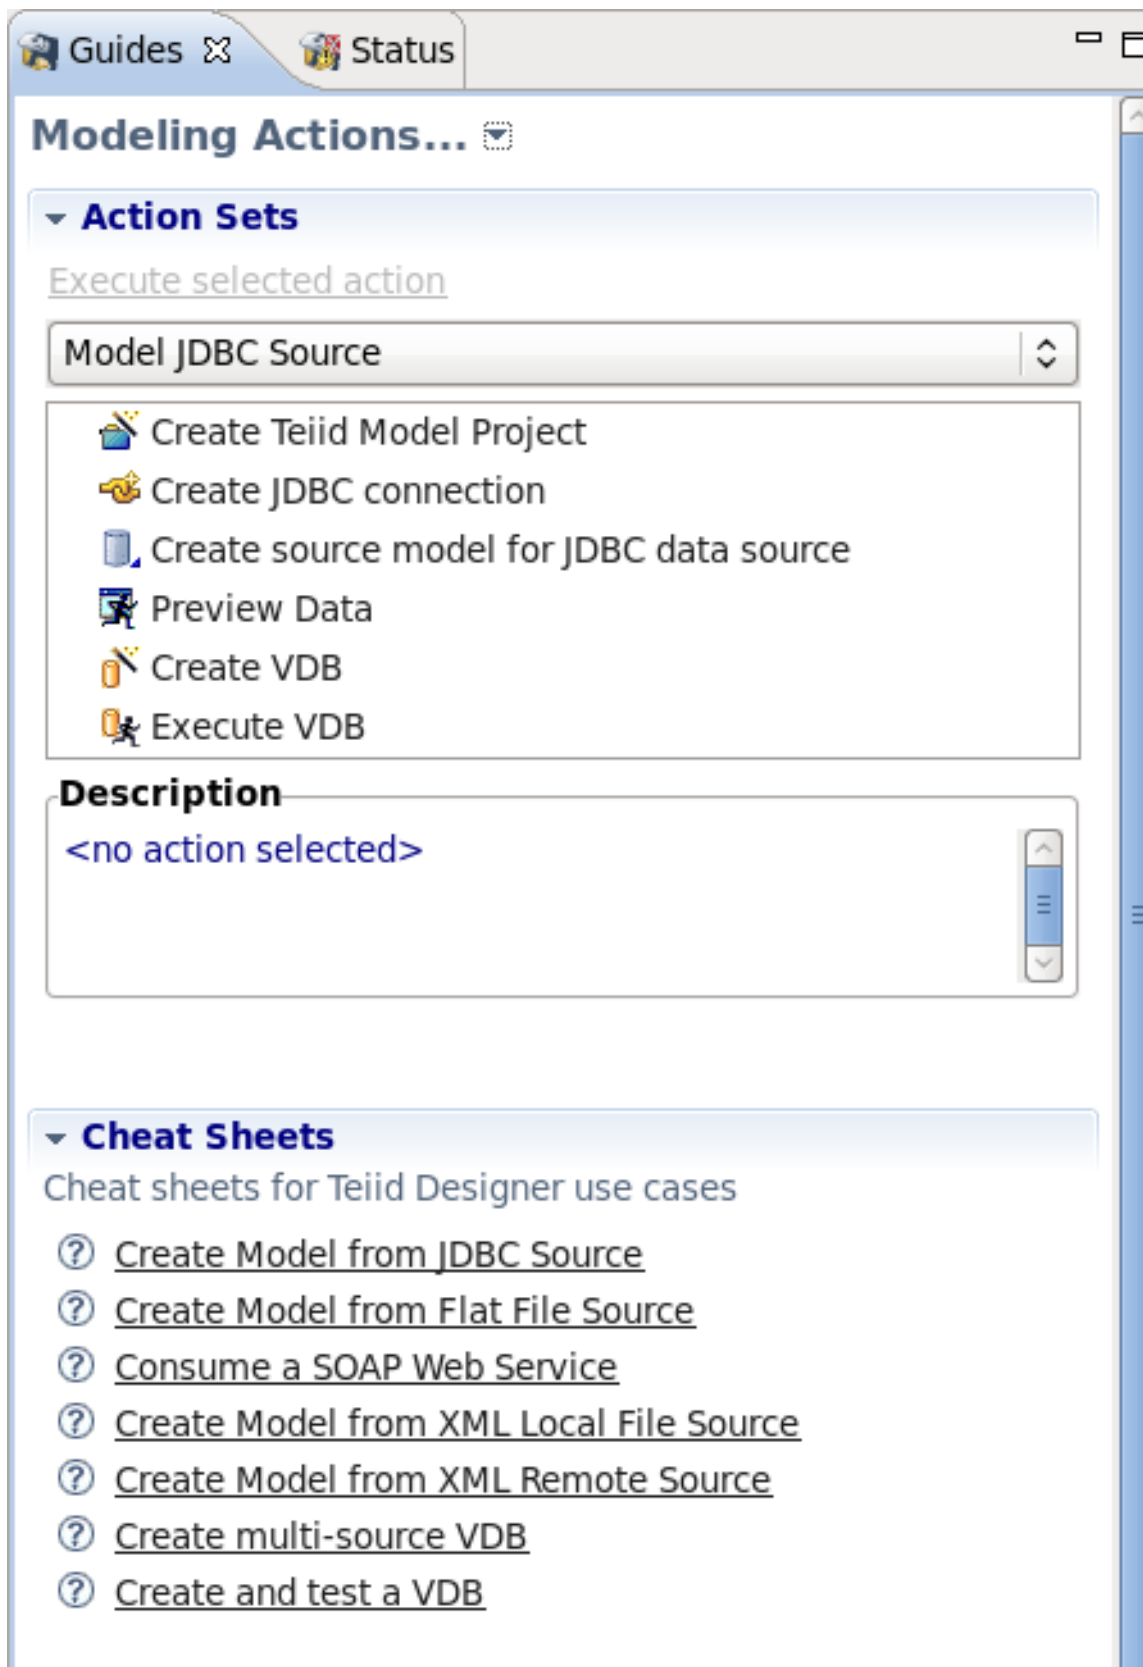 Guides Status
Modeling Actions...
Action Sets
Execute selected action
Model JDBC Source
Create Teiid Model Project
Create JDBC connection
Create source model for JDBC data source
Preview Data
Create VDB
Execute VDB
Description
<no action selected>
Cheat Sheets
Cheat sheets for Teiid Designer use cases
Create Model from JDBC Source
Create Model from Flat File Source
Consume a SOAP Web Service
Create Model from XML Local File Source
Create Model from XML Remote Source
Create multi-source VDB
Create and test a VDB